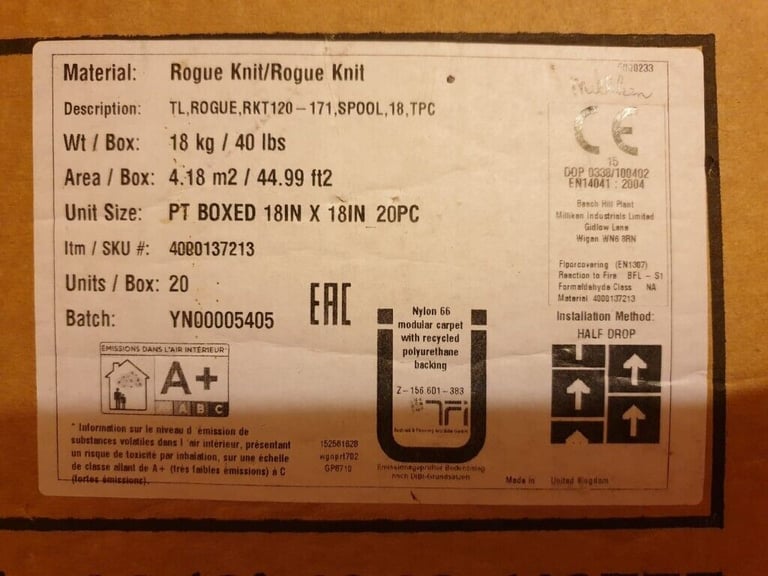 Material: Rogue Knit/Rogue Knit
Description: TL,ROGUE,RKT120-171,SPOOL,18,TPC
Wt / Box: 18 kg / 40 lbs
Area / Box: 4.18 m2 / 44.99 ft2
Unit Size: PT BOXED 18IN X 18IN 20PC
Itm / SKU #: 4000137213
Units / Box: 20
Batch: YN00005405
EAC
ÉMISSIONS DANS L'AIR INTÉRIEUR*
A+
A B C
* Information sur le niveau d'émission de
substances volatiles dans l'air intérieur, présentant
un risque de toxicité par inhalation, sur une échelle
de classe allant de A+ (très faibles émissions) à C
(fortes émissions).
152561628
wgnprt702
GP6710
Nylon 66
modular carpet
with recycled
polyurethane
backing
Z-156.601-383
TFI
Milliken
CE
15
DOP 0338/100402
EN14041 : 2004
Beech Hill Plant
Milliken Industrials Limited
Gidlow Lane
Wigan WN6 8RN
Floorcovering (EN1307)
Reaction to Fire BFL - S1
Formaldehyde Class NA
Material 4000137213
Installation Method:
HALF DROP
Made in United Kingdom